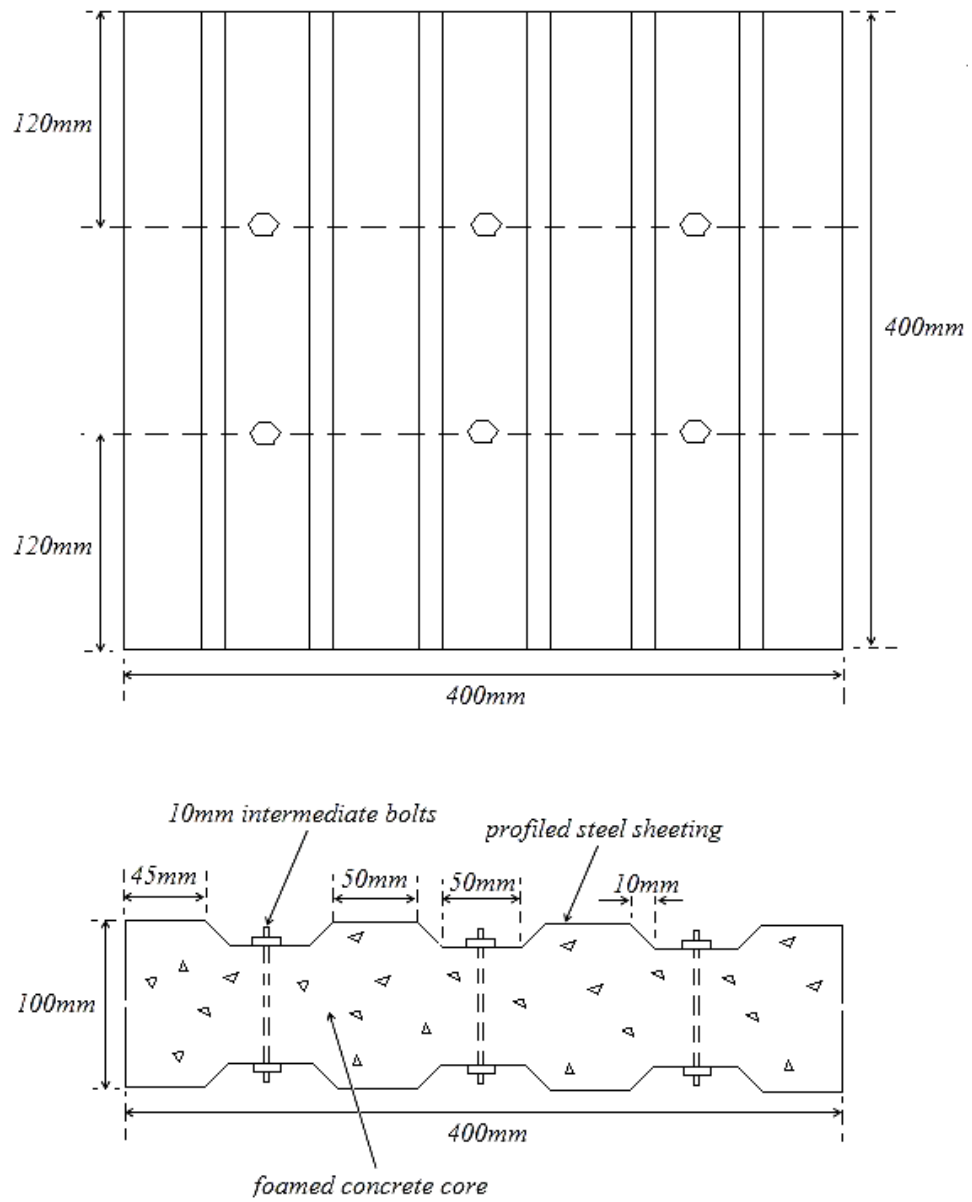 120mm
400mm
120mm
400mm
10mm intermediate bolts
profiled steel sheeting
45mm
50mm
50mm
10mm
100mm
400mm
foamed concrete core